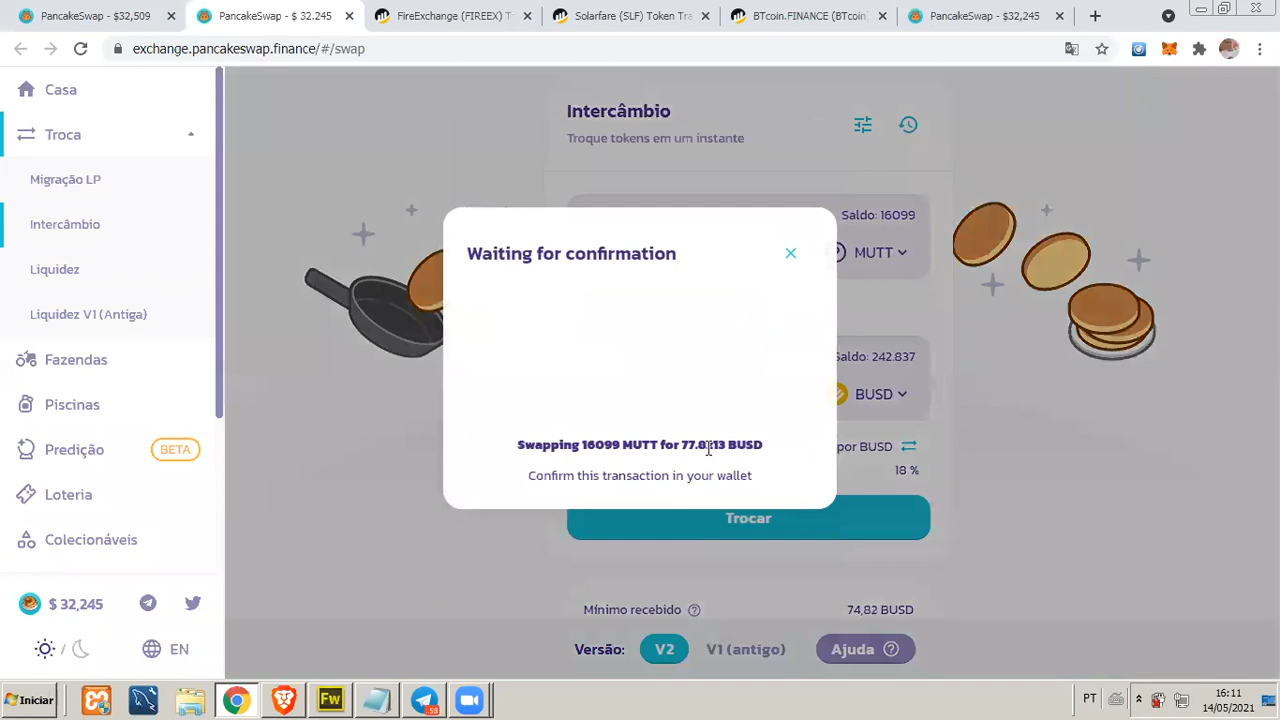 PancakeSwap - $32,509
PancakeSwap - $ 32.245
FireExchange (FIREEX) T
Solarfare (SLF) Token Tra
BTcoin.FINANCE (BTcoin)
PancakeSwap - $32,245
exchange.pancakeswap.finance/#/swap
Casa
Troca
Migração LP
Intercâmbio
Liquidez
Liquidez V1 (Antiga)
Fazendas
Piscinas
Predição
BETA
Loteria
Colecionáveis
$ 32,245
/
EN
Intercâmbio
Troque tokens em um instante
Saldo: 16099
MUTT
Waiting for confirmation
Saldo: 242.837
BUSD
Swapping 16099 MUTT for BUSD
Confirm this transaction in your wallet
por BUSD
18 %
Trocar
Mínimo recebido
74,82 BUSD
Versão:
V2
V1 (antigo)
Ajuda
Iniciar
Fw
58
PT
16:11
14/05/2021